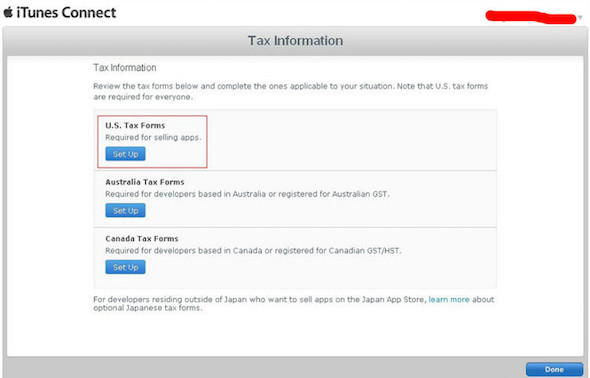 iTunes Connect
Tax Information
Tax Information
Review the tax forms below and complete the ones applicable to your situation. Note that U.S. tax forms
are required for everyone.
U.S. Tax Forms
Required for selling apps.
Set Up
Australia Tax Forms
Required for developers based in Australia or registered for Australian GST.
Set Up
Canada Tax Forms
Required for developers based in Canada or registered for Canadian GST/HST.
Set Up
For developers residing outside of Japan who want to sell apps on the Japan App Store, learn more about
optional Japanese tax forms.
Done